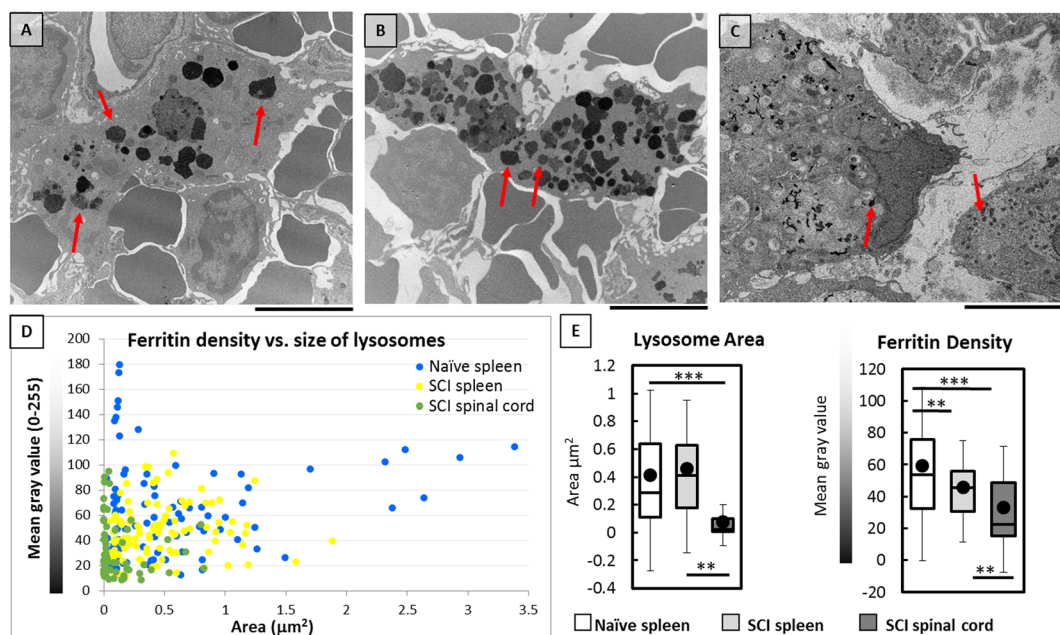 A
B
C
D
Ferritin density vs. size of lysosomes
Naïve spleen
SCI spleen
SCI spinal cord
Mean gray value (0-255)
200
180
160
140
120
100
80
60
40
20
0
0
0.5
1
1.5
2
2.5
3
3.5
Area (µm²)
E
Lysosome Area
Area µm²
1.2
1
0.8
0.6
0.4
0.2
0
-0.2
-0.4
***
**
Ferritin Density
Mean gray value
120
100
80
60
40
20
0
-20
***
**
**
Naïve spleen
SCI spleen
SCI spinal cord